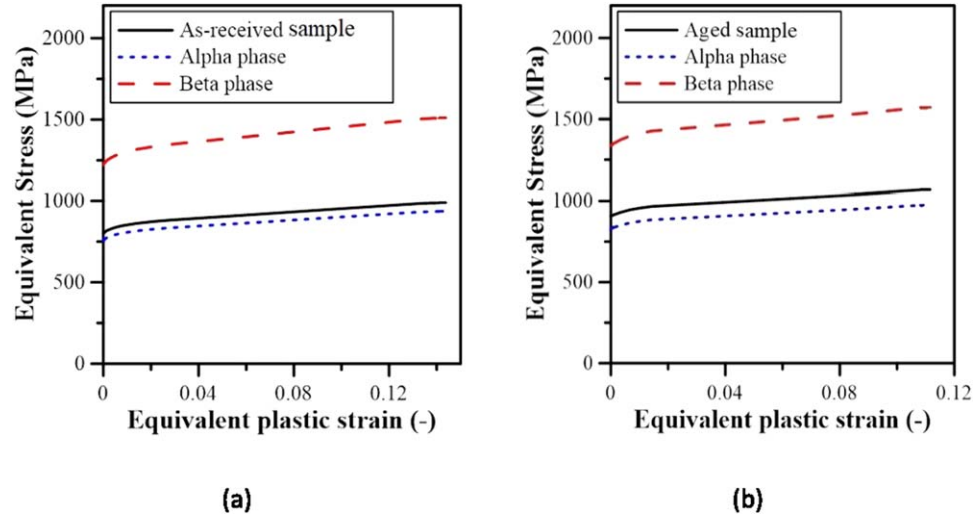 As-received sample
Alpha phase
Beta phase
2000
1500
1000
500
0
Equivalent Stress (MPa)
0
0.04
0.08
0.12
Equivalent plastic strain (-)
(a)
Aged sample
Alpha phase
Beta phase
2000
1500
1000
500
0
Equivalent Stress (MPa)
0
0.04
0.08
0.12
Equivalent plastic strain (-)
(b)